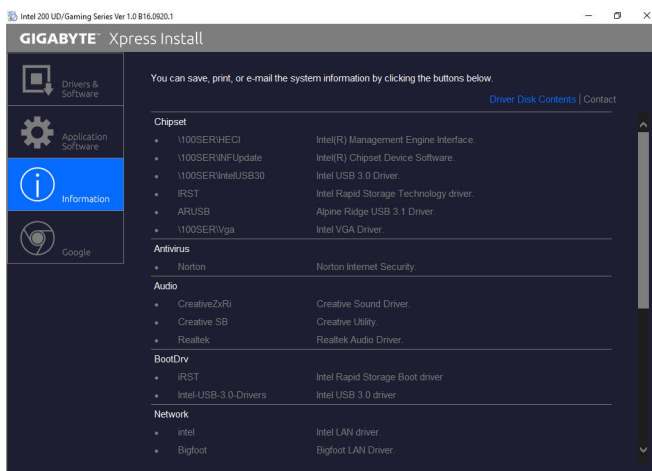 Intel 200 UD/Gaming Series Ver 1.0 B16.0920.1
GIGABYTE™ Xpress Install
Drivers &
Software
Application
Software
Information
Google
You can save, print, or e-mail the system information by clicking the buttons below.
Driver Disk Contents | Contact
Chipset
• \100SER\HECI Intel(R) Management Engine Interface.
• \100SER\INFUpdate Intel(R) Chipset Device Software.
• \100SER\IntelUSB30 Intel USB 3.0 Driver.
• IRST Intel Rapid Storage Technology driver.
• ARUSB Alpine Ridge USB 3.1 Driver.
• \100SER\Vga Intel VGA Driver.
Antivirus
• Norton Norton Internet Security.
Audio
• CreativeZxRi Creative Sound Driver.
• Creative SB Creative Utility.
• Realtek Realtek Audio Driver.
BootDrv
• iRST Intel Rapid Storage Boot driver
• Intel-USB-3.0-Drivers Intel USB 3.0 driver
Network
• intel Intel LAN driver.
• Bigfoot Bigfoot LAN Driver.